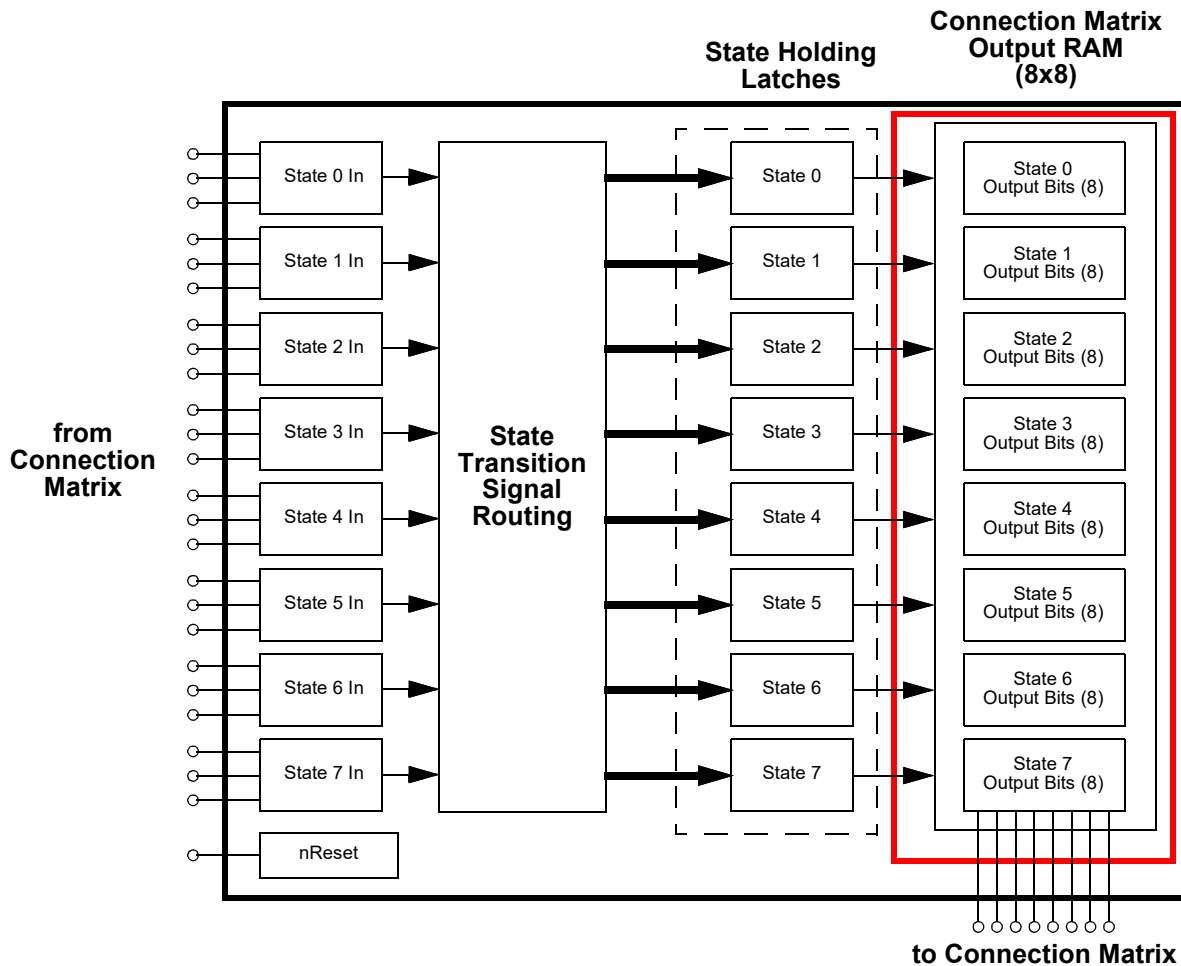 Connection Matrix
Output RAM
(8x8)
State Holding
Latches
State 0 In
State 0
State 0
Output Bits (8)
State 1 In
State 1
State 1
Output Bits (8)
State 2 In
State 2
State 2
Output Bits (8)
from
Connection
Matrix
State 3 In
State
Transition
Signal
Routing
State 3
State 3
Output Bits (8)
State 4 In
State 4
State 4
Output Bits (8)
State 5 In
State 5
State 5
Output Bits (8)
State 6 In
State 6
State 6
Output Bits (8)
State 7 In
State 7
State 7
Output Bits (8)
nReset
to Connection Matrix